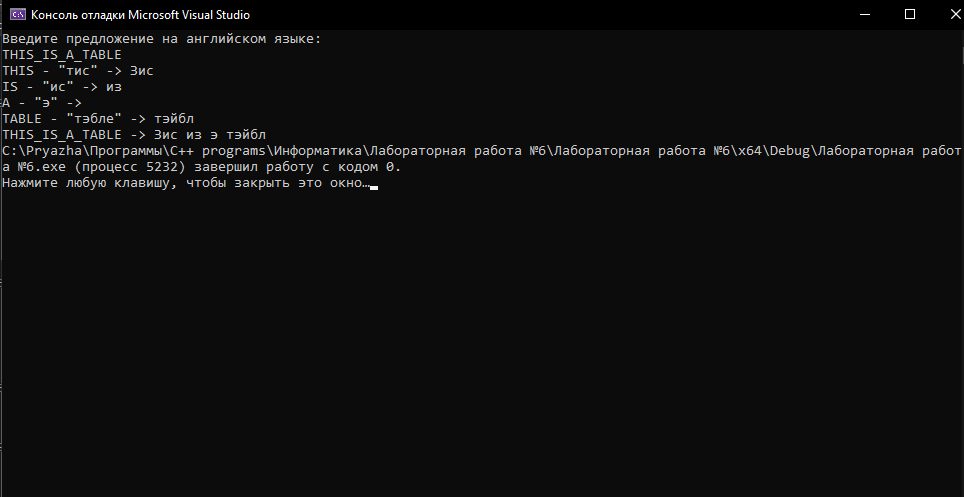 Консоль отладки Microsoft Visual Studio
Введите предложение на английском языке:
THIS_IS_A_TABLE
THIS - "тис" -> Зис
IS - "ис" -> из
A - "э" ->
TABLE - "тэбле" -> тэйбл
THIS_IS_A_TABLE -> Зис из э тэйбл
C:\Pryazha\Программы\C++ programs\Информатика\Лабораторная работа №6\Лабораторная работа №6\x64\Debug\Лабораторная работ
а №6.exe (процесс 5232) завершил работу с кодом 0.
Нажмите любую клавишу, чтобы закрыть это окно…